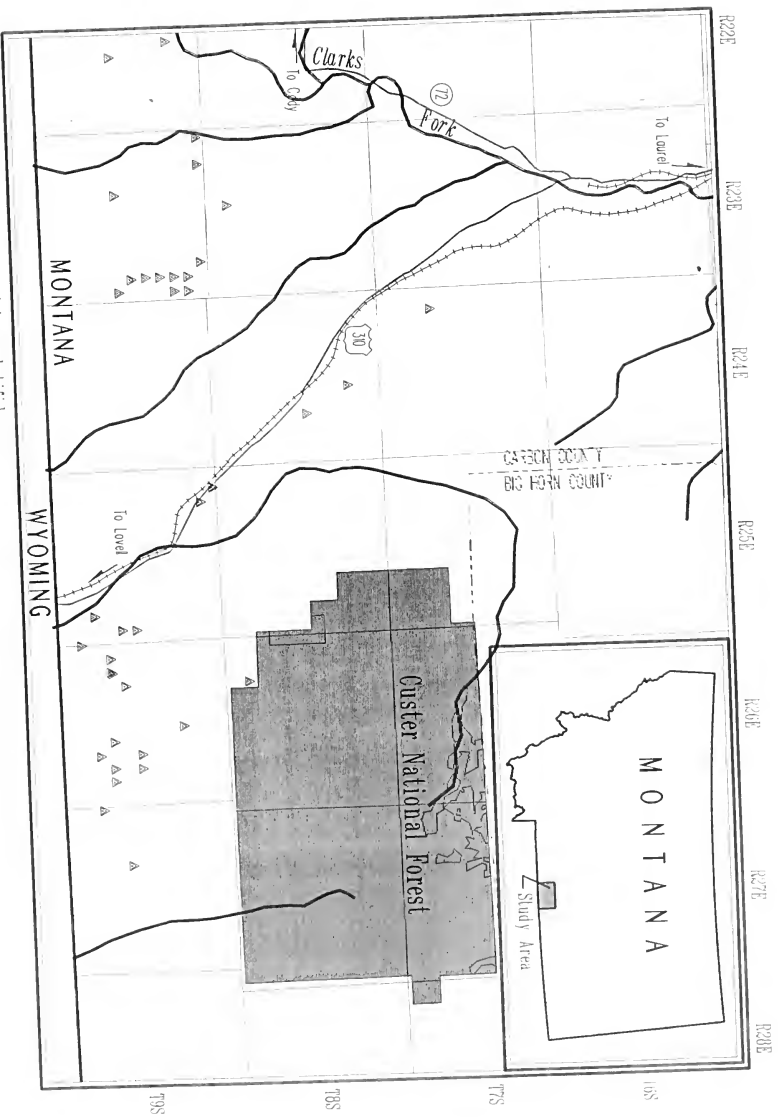 R22E
R23E
R24E
R25E
R26E
R27E
R28E
To Laurel
Clarks
Fork
72
To Cody
310
CARBON COUNTY
BIG HORN COUNTY
MONTANA
Study Area
T6S
T7S
T8S
T9S
Custer National Forest
To Lovel
MONTANA
WYOMING